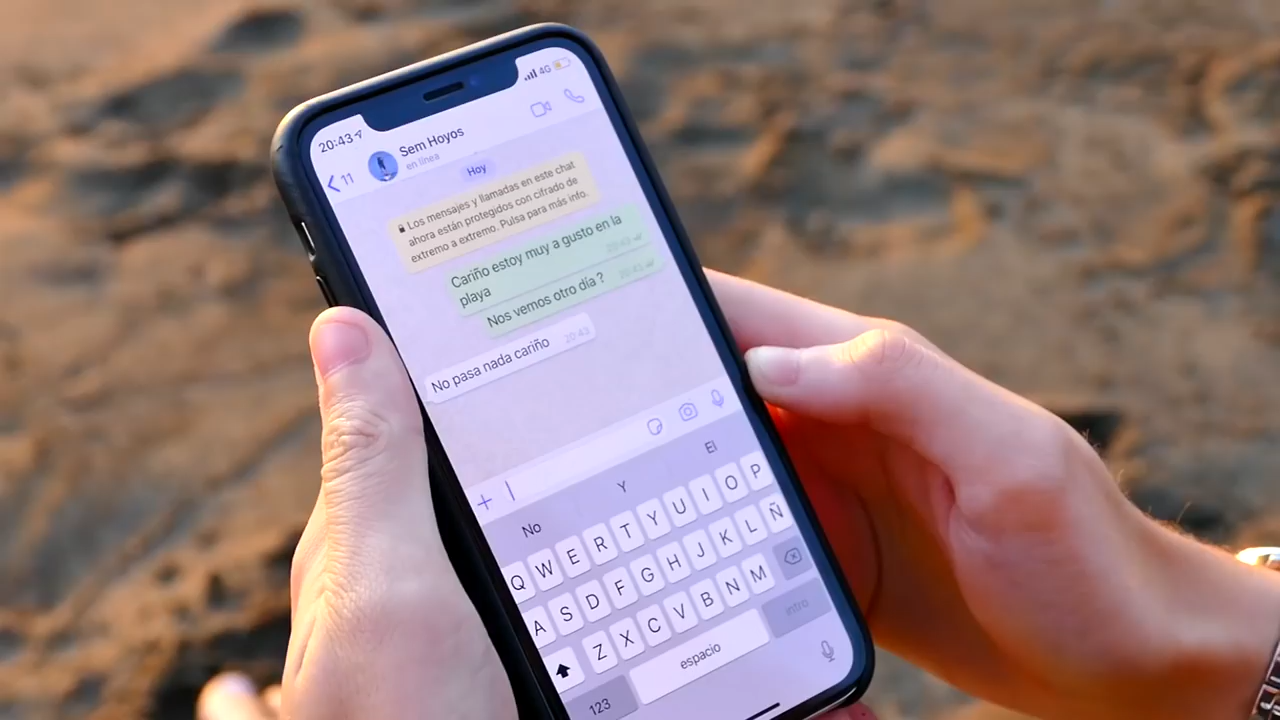 20:43
4G
11
Sem Hoyos
en línea
Hoy
Los mensajes y llamadas en este chat
ahora están protegidos con cifrado de
extremo a extremo. Pulsa para más info.
Cariño estoy muy a gusto en la
playa
20:43
Nos vemos otro día ?
20:43
No pasa nada cariño
20:43
No
Y
El
Q W E R T Y U I O P
A S D F G H J K L Ñ
Z X C V B N M
123
espacio
intro